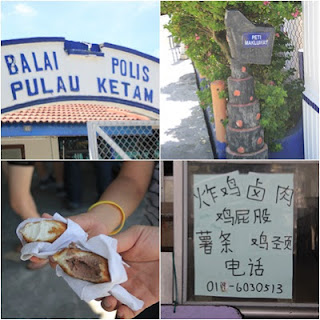 BALAI POLIS
PULAU KETAM
PETI
MAKLUMAT
炸鸡卤肉
鸡屁股
薯条 鸡颈
电话
012-6030513